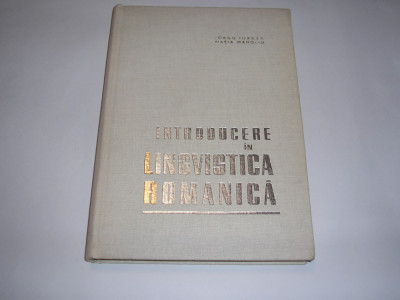 IORGU IORDAN
MARIA MANOLIU
INTRODUCERE
ÎN
LINGVISTICA
ROMANICĂ